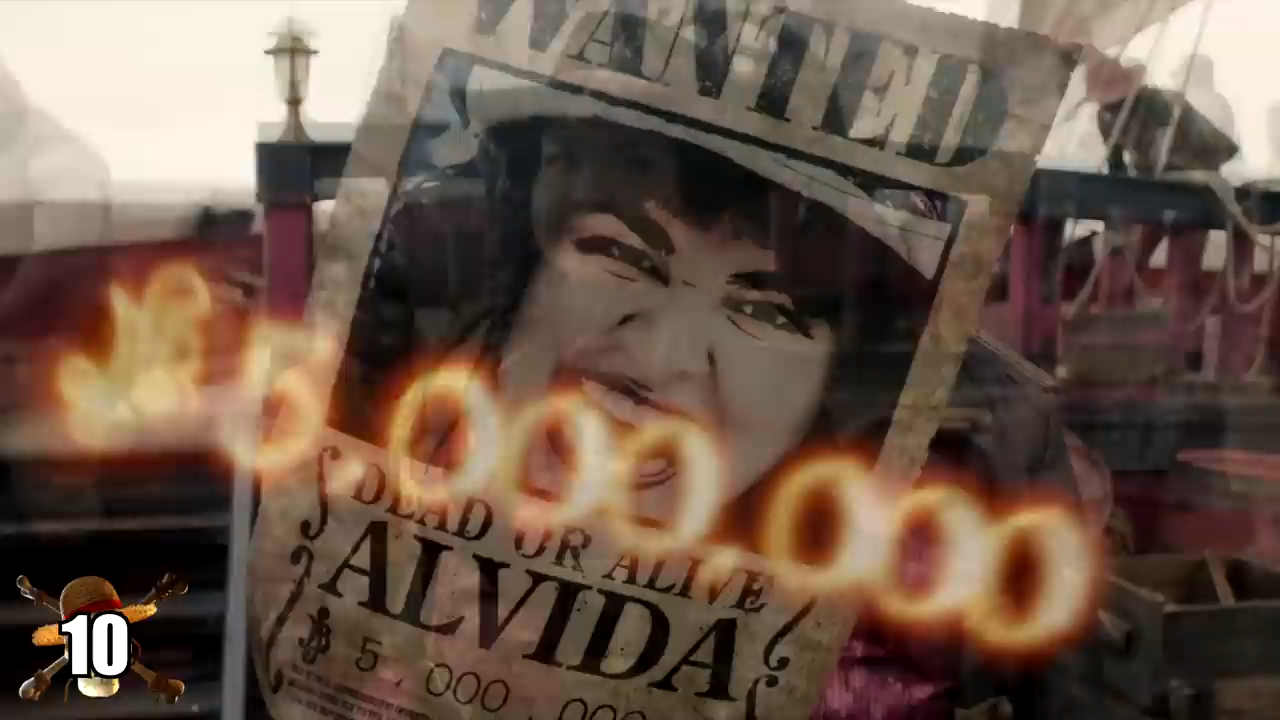 WANTED
5,000,000
DEAD OR ALIVE
ALVIDA
฿ 5,000,000
10